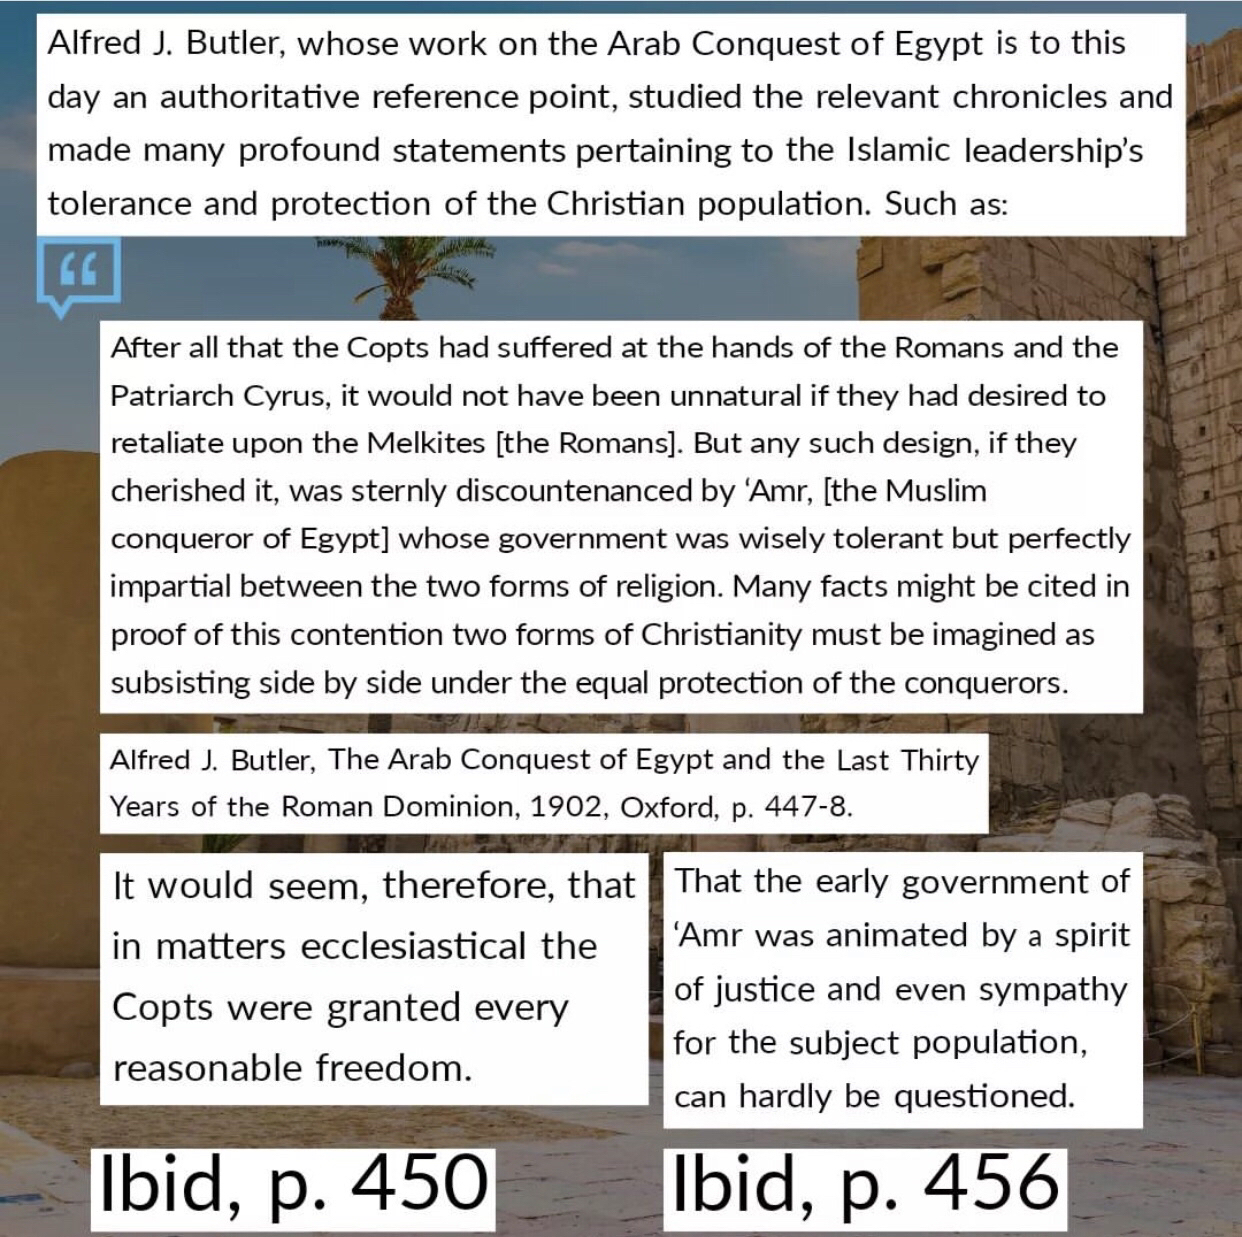 Alfred J. Butler, whose work on the Arab Conquest of Egypt is to this
day an authoritative reference point, studied the relevant chronicles and
made many profound statements pertaining to the Islamic leadership's
tolerance and protection of the Christian population. Such as:
“
After all that the Copts had suffered at the hands of the Romans and the
Patriarch Cyrus, it would not have been unnatural if they had desired to
retaliate upon the Melkites [the Romans]. But any such design, if they
cherished it, was sternly discountenanced by ‘Amr, [the Muslim
conqueror of Egypt] whose government was wisely tolerant but perfectly
impartial between the two forms of religion. Many facts might be cited in
proof of this contention two forms of Christianity must be imagined as
subsisting side by side under the equal protection of the conquerors.
Alfred J. Butler, The Arab Conquest of Egypt and the Last Thirty
Years of the Roman Dominion, 1902, Oxford, p. 447-8.
It would seem, therefore, that
in matters ecclesiastical the
Copts were granted every
reasonable freedom.
Ibid, p. 450
That the early government of
‘Amr was animated by a spirit
of justice and even sympathy
for the subject population,
can hardly be questioned.
Ibid, p. 456